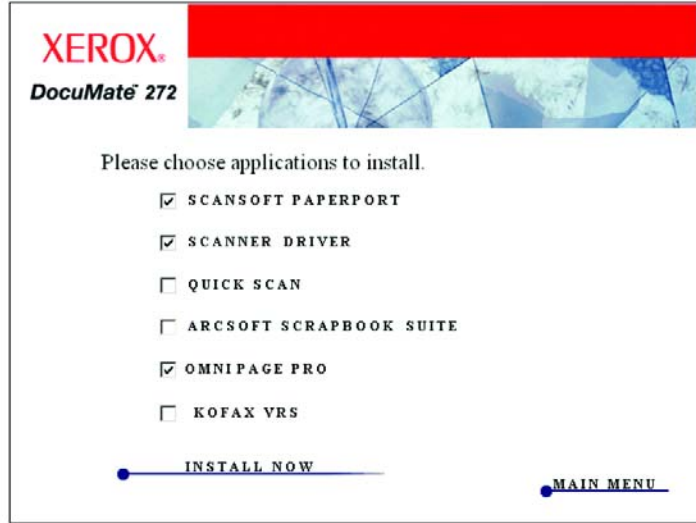 XEROX®
DocuMate™ 272
Please choose applications to install.
SCANSOFT PAPERPORT
SCANNER DRIVER
QUICK SCAN
ARCSOFT SCRAPBOOK SUITE
OMNIPAGE PRO
KOFAX VRS
INSTALL NOW
MAIN MENU